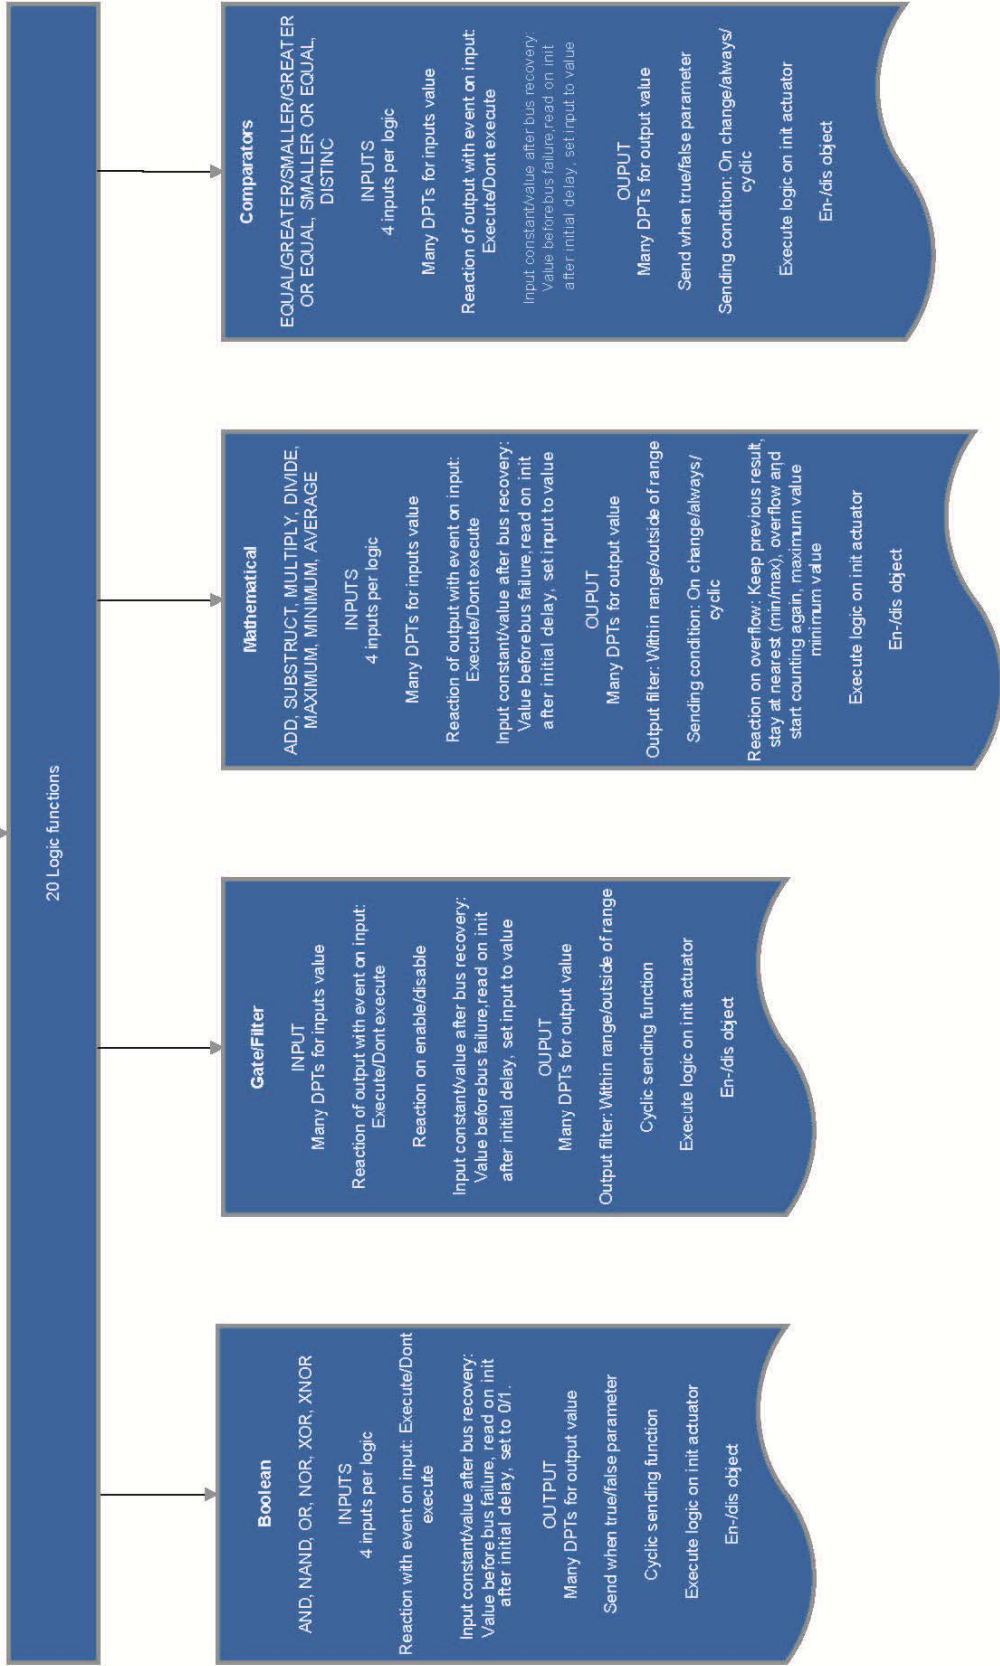 20 Logic functions
Boolean
AND, NAND, OR, NOR, XOR, XNOR
INPUTS
4 inputs per logic
Reaction with event on input: Execute/Dont
execute
Input constant/value after bus recovery:
Value before bus failure, read on init
after initial delay, set to 0/1.
OUTPUT
Many DPTs for output value
Send when true/false parameter
Cyclic sending function
Execute logic on init actuator
En-/dis object
Gate/Filter
INPUT
Many DPTs for inputs value
Reaction of output with event on input:
Execute/Dont execute
Reaction on enable/disable
Input constant/value after bus recovery:
Value beforebus failure,read on init
after initial delay, set input to value
OUPUT
Many DPTs for output value
Output filter: Within range/outside of range
Cyclic sending function
Execute logic on init actuator
En-/dis object
Mathematical
ADD, SUBSTRUCT, MULTIPLY, DIVIDE,
MAXIMUM, MINIMUM, AVERAGE
INPUTS
4 inputs per logic
Many DPTs for inputs value
Reaction of output with event on input:
Execute/Dont execute
Input constant/value after bus recovery:
Value beforebus failure,read on init
after initial delay, set input to value
OUPUT
Many DPTs for output value
Output filter: Within range/outside of range
Sending condition: On change/always/
cyclic
Reaction on overflow: Keep previous result,
stay at nearest (min/max), overflow and
start counting again, maximum value
minimum value
Execute logic on init actuator
En-/dis object
Comparators
EQUAL/GREATER/SMALLER/GREATER
OR EQUAL, SMALLER OR EQUAL,
DISTINC
INPUTS
4 inputs per logic
Many DPTs for inputs value
Reaction of output with event on input:
Execute/Dont execute
Input constant/value after bus recovery:
Value beforebus failure,read on init
after initial delay, set input to value
OUPUT
Many DPTs for output value
Send when true/false parameter
Sending condition: On change/always/
cyclic
Execute logic on init actuator
En-/dis object